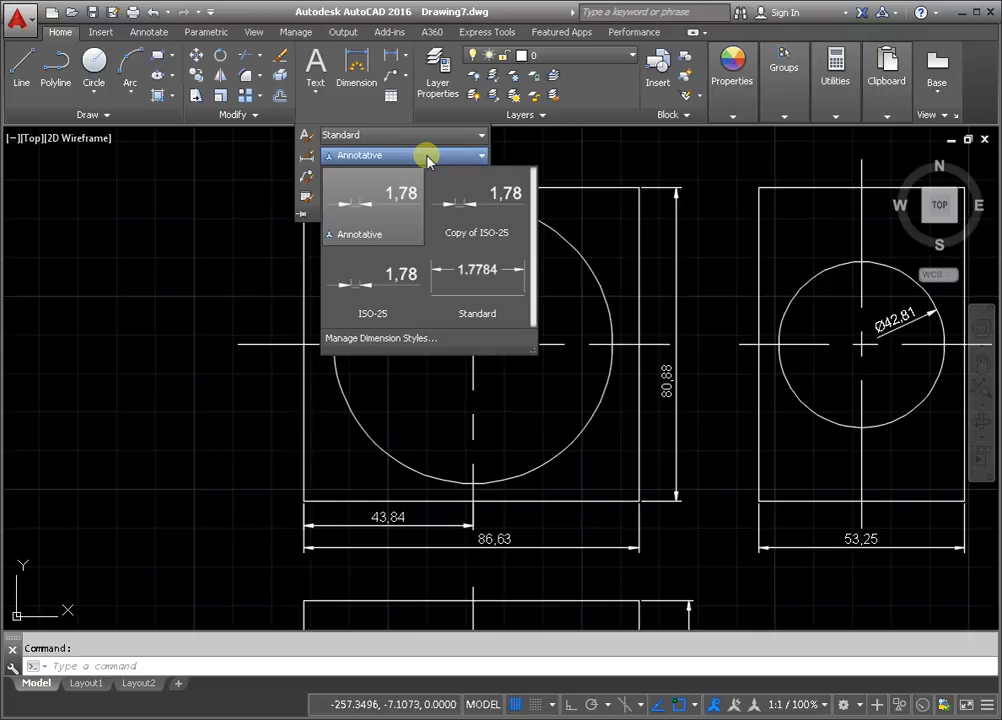 Autodesk AutoCAD 2016 Drawing7.dwg
Type a keyword or phrase
Sign In
Home Insert Annotate Parametric View Manage Output Add-ins A360 Express Tools Featured Apps Performance
Line
Polyline
Circle
Arc
Text
Dimension
Layer
Properties
0
Insert
Properties
Groups
Utilities
Clipboard
Base
Draw
Modify
Layers
Block
View
[−][Top][2D Wireframe]
Standard
Annotative
1,78
Annotative
1,78
Copy of ISO-25
1,78
ISO-25
1.7784
Standard
Manage Dimension Styles...
N
W
TOP
E
S
WCS
Ø42,81
80,88
43,84
86,63
53,25
Y
X
Command:
Type a command
Model Layout1 Layout2 +
-257.3496, -7.1073, 0.0000 MODEL
1:1 / 100%